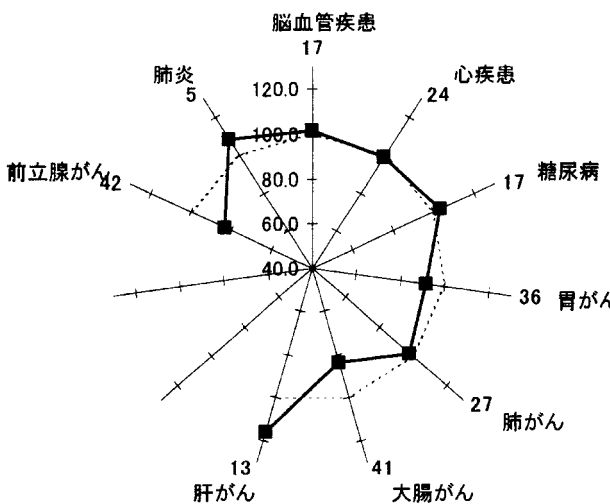 脳血管疾患
17
心疾患
24
糖尿病
17
胃がん
36
肺がん
27
大腸がん
41
肝がん
13
前立腺がん
42
肺炎
5
120.0
100.0
80.0
60.0
40.0